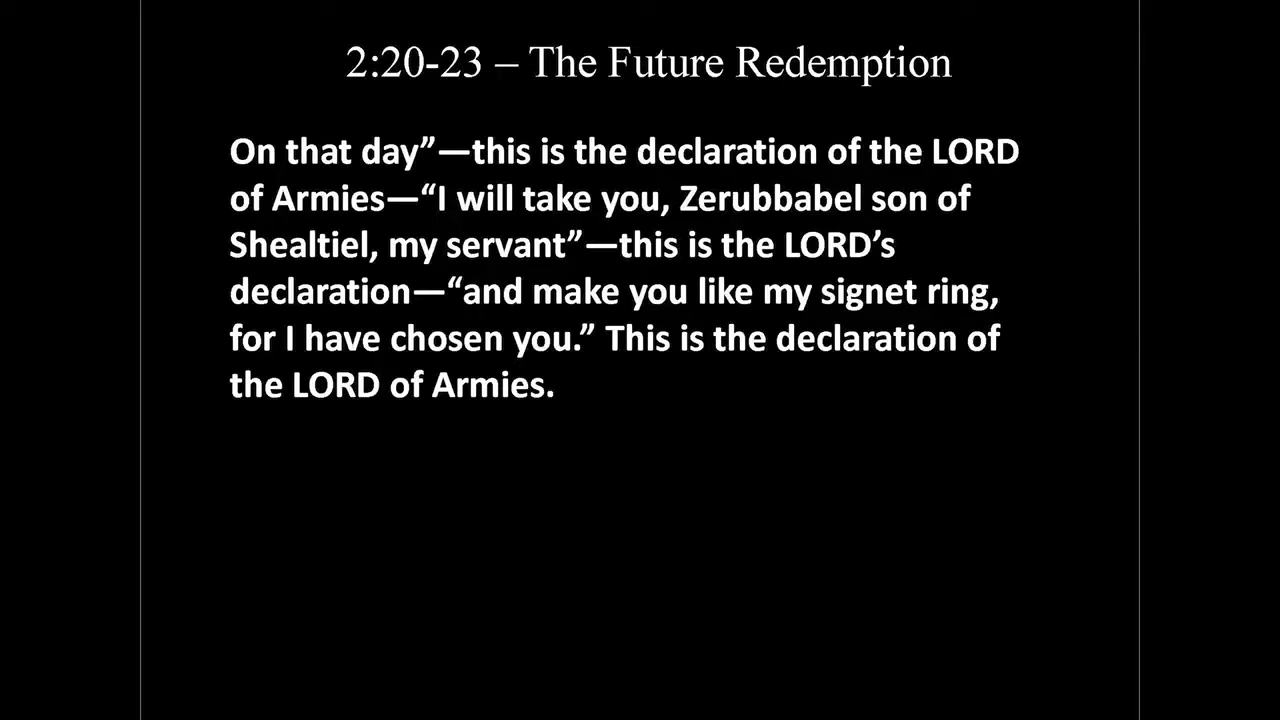 2:20-23 – The Future Redemption
On that day”—this is the declaration of the LORD
of Armies—“I will take you, Zerubbabel son of
Shealtiel, my servant”—this is the LORD’s
declaration—“and make you like my signet ring,
for I have chosen you.” This is the declaration of
the LORD of Armies.